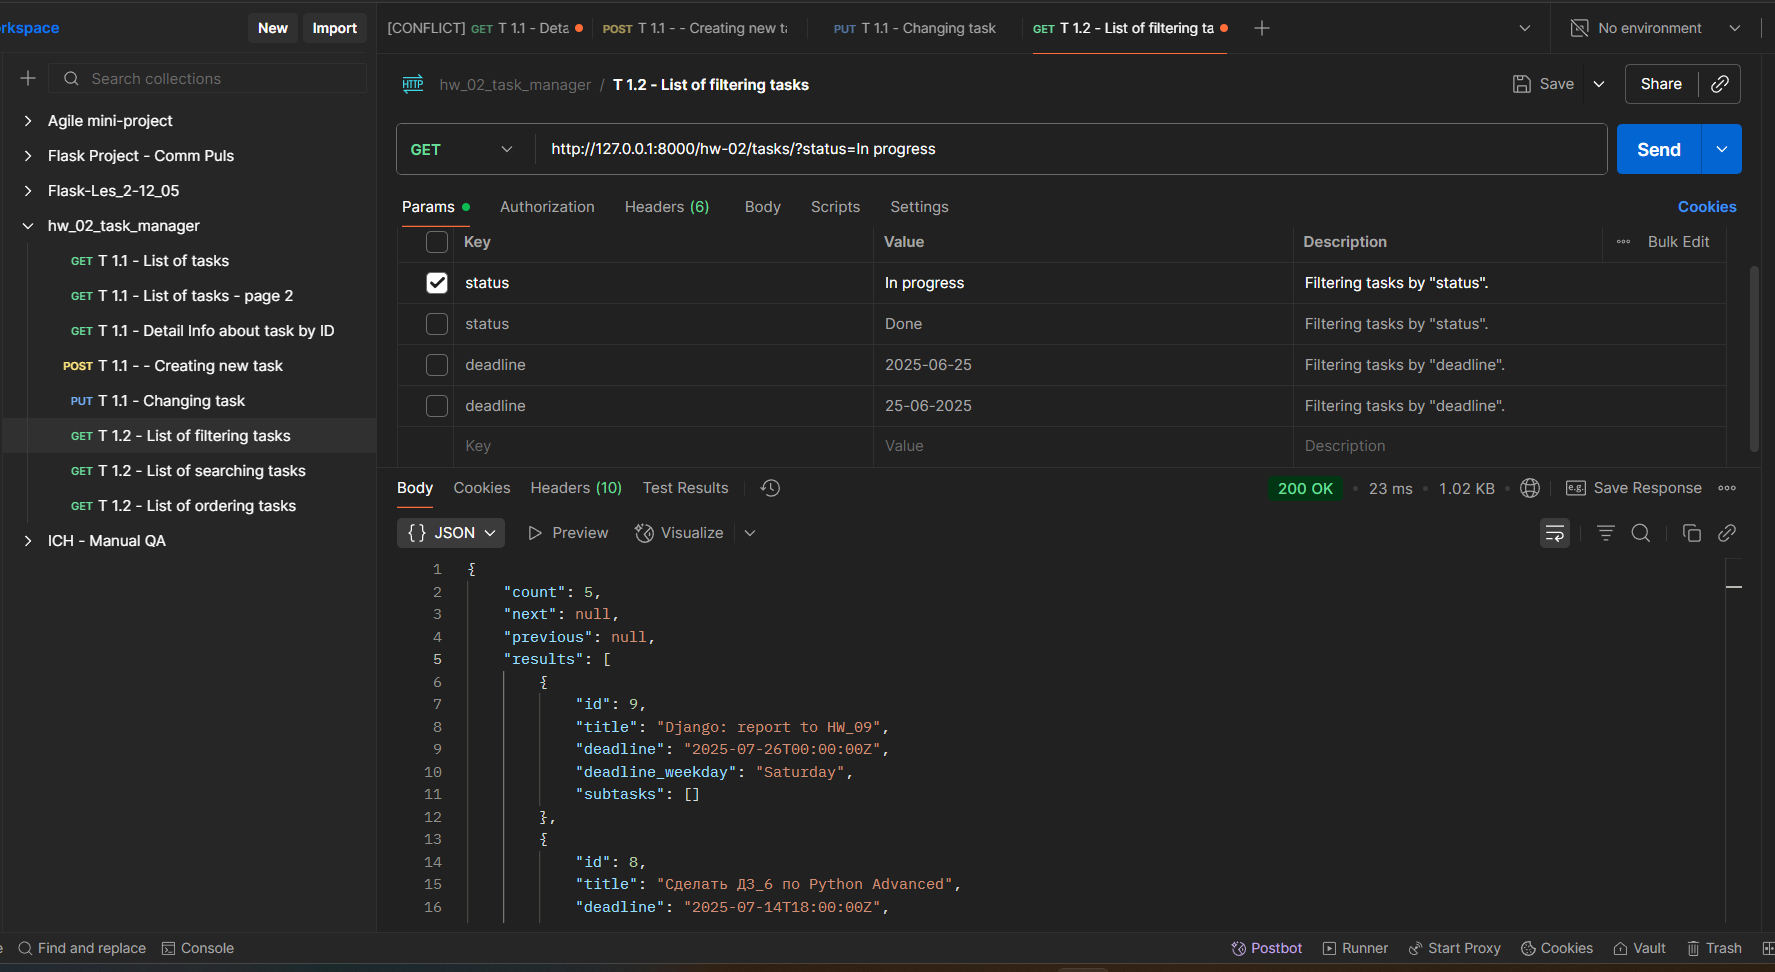 rkspace
New
Import
[CONFLICT] GET T 1.1 - Deta
POST T 1.1 - - Creating new ta
PUT T 1.1 - Changing task
GET T 1.2 - List of filtering ta
No environment
Search collections
HTTP hw_02_task_manager / T 1.2 - List of filtering tasks
Save
Share
Agile mini-project
Flask Project - Comm Puls
Flask-Les_2-12_05
hw_02_task_manager
GET T 1.1 - List of tasks
GET T 1.1 - List of tasks - page 2
GET T 1.1 - Detail Info about task by ID
POST T 1.1 - - Creating new task
PUT T 1.1 - Changing task
GET T 1.2 - List of filtering tasks
GET T 1.2 - List of searching tasks
GET T 1.2 - List of ordering tasks
ICH - Manual QA
GET http://127.0.0.1:8000/hw-02/tasks/?status=In progress
Send
Params Authorization Headers (6) Body Scripts Settings Cookies
Key Value Description Bulk Edit
status In progress Filtering tasks by "status".
status Done Filtering tasks by "status".
deadline 2025-06-25 Filtering tasks by "deadline".
deadline 25-06-2025 Filtering tasks by "deadline".
Key Value Description
Body Cookies Headers (10) Test Results 200 OK 23 ms 1.02 KB e.g. Save Response
{} JSON Preview Visualize
1 {
2 "count": 5,
3 "next": null,
4 "previous": null,
5 "results": [
6 {
7 "id": 9,
8 "title": "Django: report to HW_09",
9 "deadline": "2025-07-26T00:00:00Z",
10 "deadline_weekday": "Saturday",
11 "subtasks": []
12 },
13 {
14 "id": 8,
15 "title": "Сделать ДЗ_6 по Python Advanced",
16 "deadline": "2025-07-14T18:00:00Z",
Find and replace Console Postbot Runner Start Proxy Cookies Vault Trash